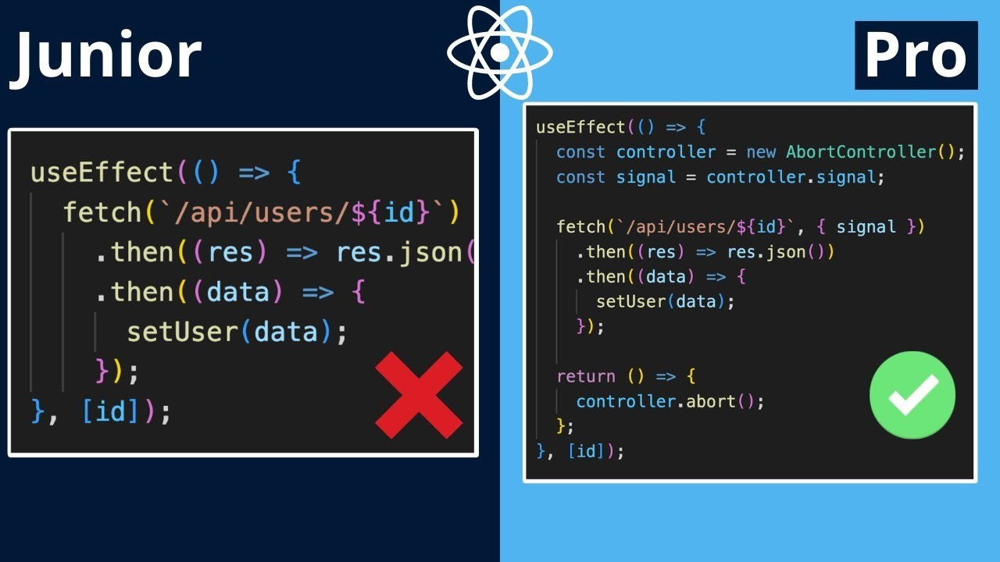 Junior
useEffect(() => {
fetch(`/api/users/${id}`)
.then((res) => res.json(
.then((data) => {
setUser(data);
});
}, [id]);
Pro
useEffect(() => {
const controller = new AbortController();
const signal = controller.signal;
fetch(`/api/users/${id}`, { signal })
.then((res) => res.json())
.then((data) => {
setUser(data);
});
return () => {
controller.abort();
};
}, [id]);